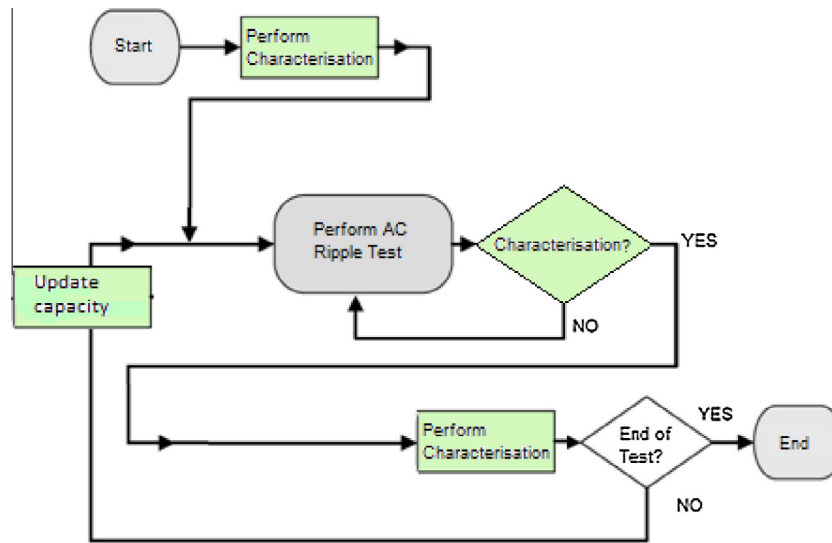 Start
Perform
Characterisation
Perform AC
Ripple Test
Characterisation?
YES
NO
Update
capacity
Perform
Characterisation
End of
Test?
YES
End
NO